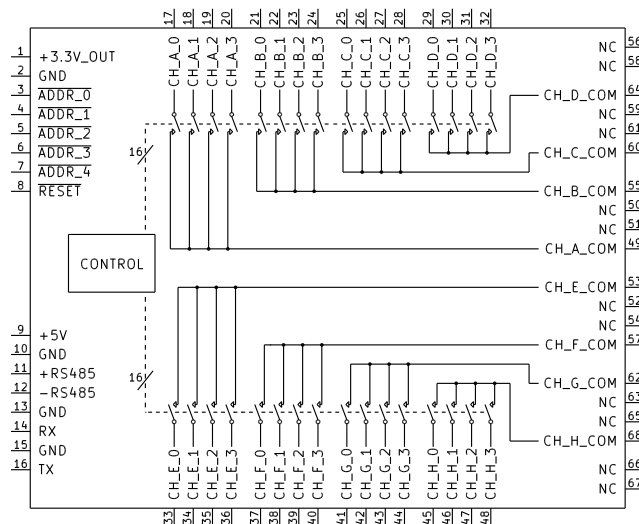 17 18 19 20 21 22 23 24 25 26 27 28 29 30 31 32
CH_A_0 CH_A_1 CH_A_2 CH_A_3 CH_B_0 CH_B_1 CH_B_2 CH_B_3 CH_C_0 CH_C_1 CH_C_2 CH_C_3 CH_D_0 CH_D_1 CH_D_2 CH_D_3
1 +3.3V_OUT
2 GND
3 ADDR_0
4 ADDR_1
5 ADDR_2
6 ADDR_3
7 ADDR_4
8 RESET
16
CONTROL
16
9 +5V
10 GND
11 +RS485
12 -RS485
13 GND
14 RX
15 GND
16 TX
NC 56
NC 58
CH_D_COM 64
NC 59
NC 61
CH_C_COM 60
CH_B_COM 55
NC 50
NC 51
CH_A_COM 49
CH_E_COM 53
NC 52
NC 54
CH_F_COM 57
CH_G_COM 62
NC 63
NC 65
CH_H_COM 68
NC 66
NC 67
CH_E_0 CH_E_1 CH_E_2 CH_E_3 CH_F_0 CH_F_1 CH_F_2 CH_F_3 CH_G_0 CH_G_1 CH_G_2 CH_G_3 CH_H_0 CH_H_1 CH_H_2 CH_H_3
33 34 35 36 37 38 39 40 41 42 43 44 45 46 47 48